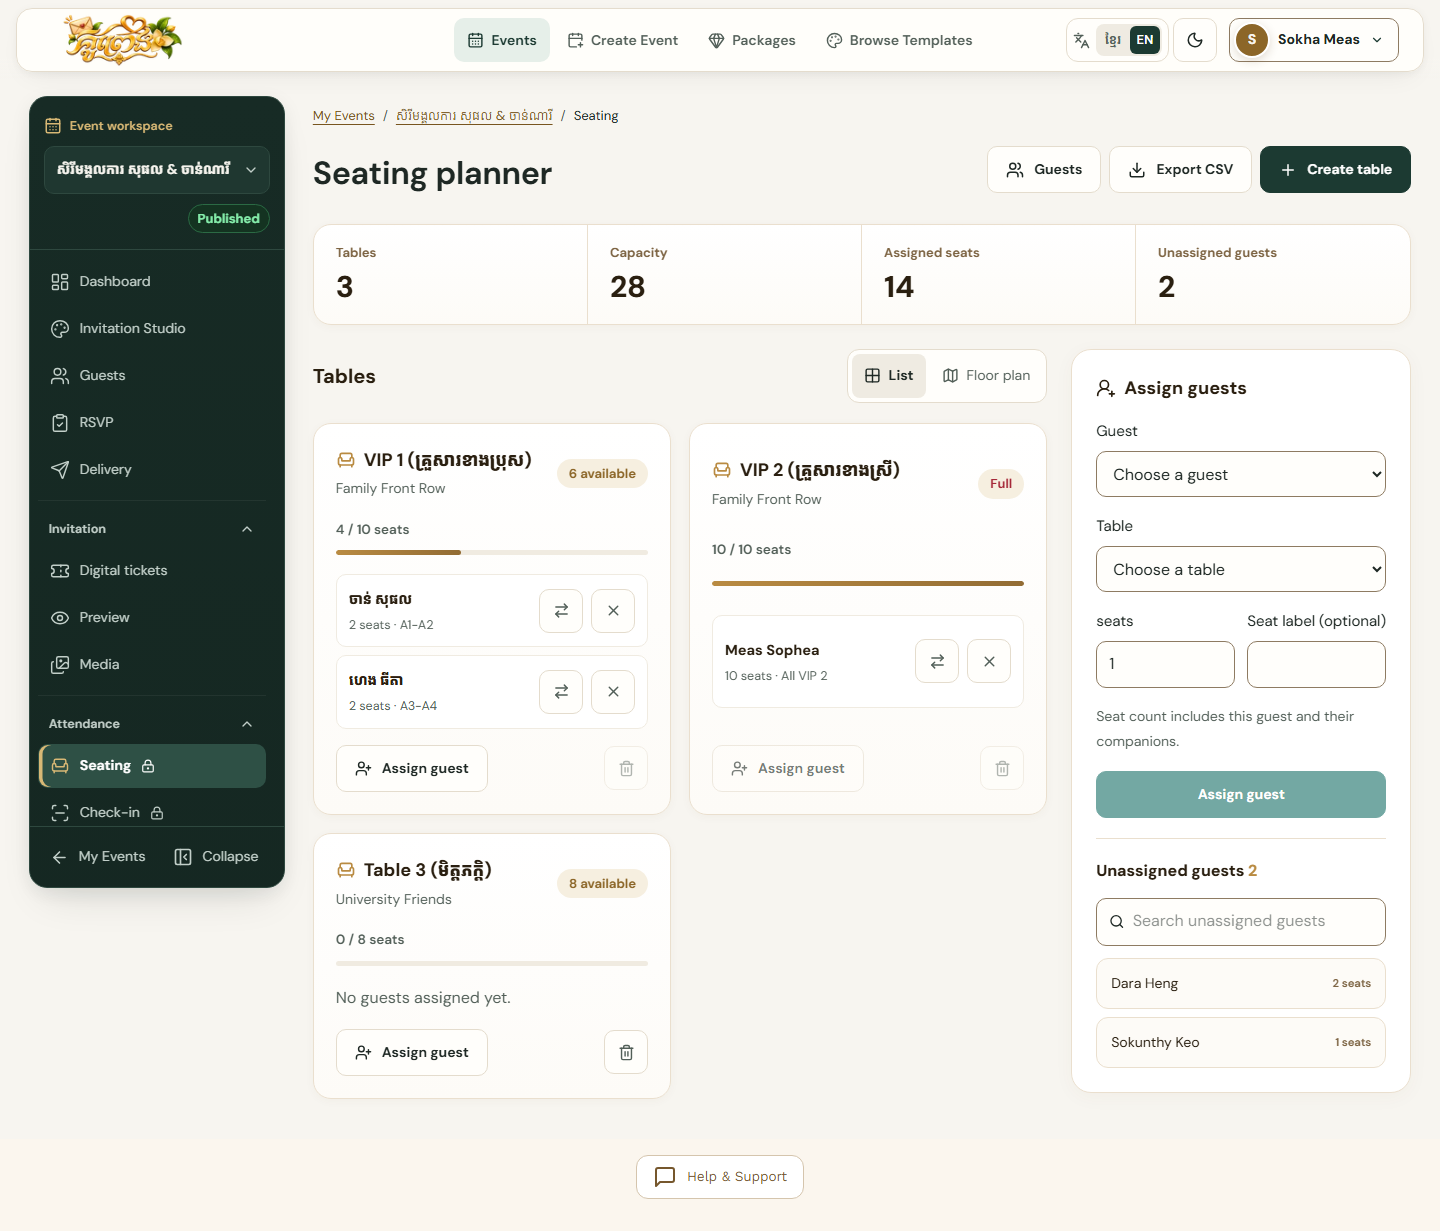 គូរព្រេង
Events
Create Event
Packages
Browse Templates
ខ្មែរ
EN
S
Sokha Meas
Event workspace
សិរីមង្គលការ សុផល & ចាន់ណារី
Published
Dashboard
Invitation Studio
Guests
RSVP
Delivery
Invitation
Digital tickets
Preview
Media
Attendance
Seating
Check-in
My Events
Collapse
My Events / សិរីមង្គលការ សុផល & ចាន់ណារី / Seating
Seating planner
Guests
Export CSV
Create table
Tables
3
Capacity
28
Assigned seats
14
Unassigned guests
2
Tables
List
Floor plan
VIP 1 (គ្រួសារខាងប្រុស)
Family Front Row
6 available
4 / 10 seats
ចាន់ សុផល
2 seats · A1-A2
ហេង ធីតា
2 seats · A3-A4
Assign guest
VIP 2 (គ្រួសារខាងស្រី)
Family Front Row
Full
10 / 10 seats
Meas Sophea
10 seats · All VIP 2
Assign guest
Table 3 (មិត្តភក្តិ)
University Friends
8 available
0 / 8 seats
No guests assigned yet.
Assign guest
Assign guests
Guest
Choose a guest
Table
Choose a table
seats
Seat label (optional)
1
Seat count includes this guest and their
companions.
Assign guest
Unassigned guests 2
Search unassigned guests
Dara Heng
2 seats
Sokunthy Keo
1 seats
Help & Support